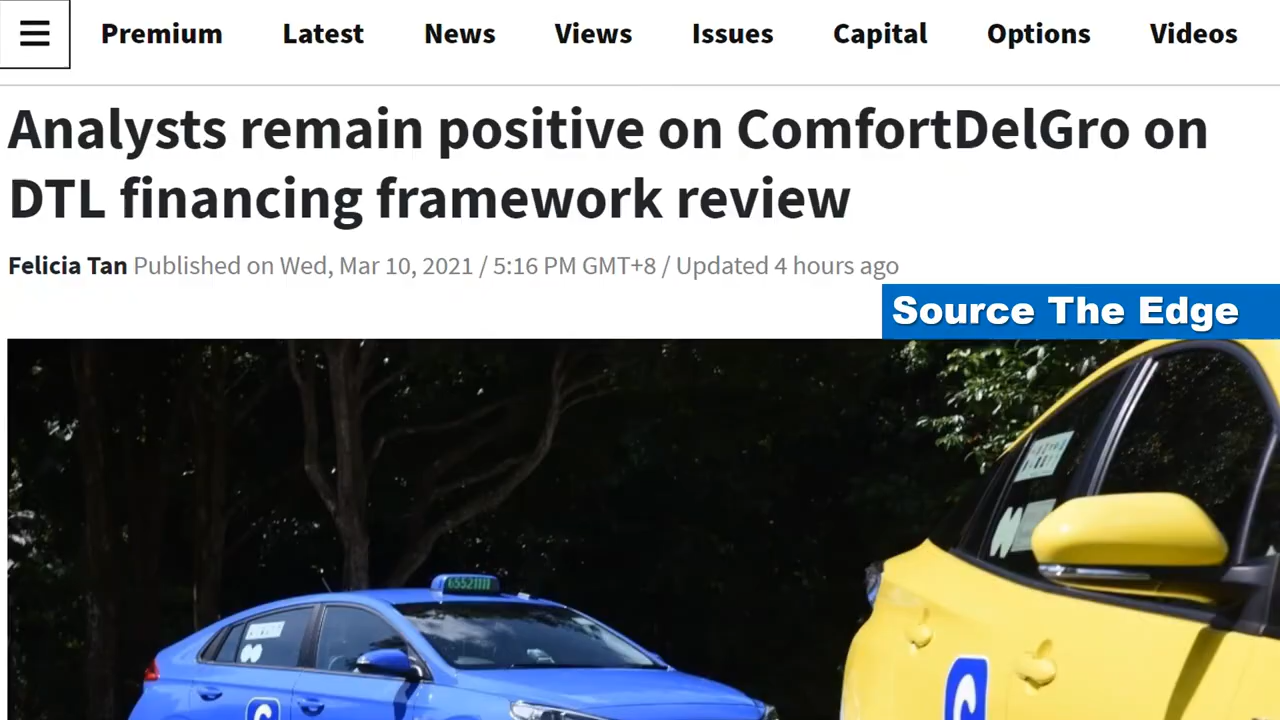 Premium Latest News Views Issues Capital Options Videos
Analysts remain positive on ComfortDelGro on
DTL financing framework review
Felicia Tan Published on Wed, Mar 10, 2021 / 5:16 PM GMT+8 / Updated 4 hours ago
Source The Edge
65521111